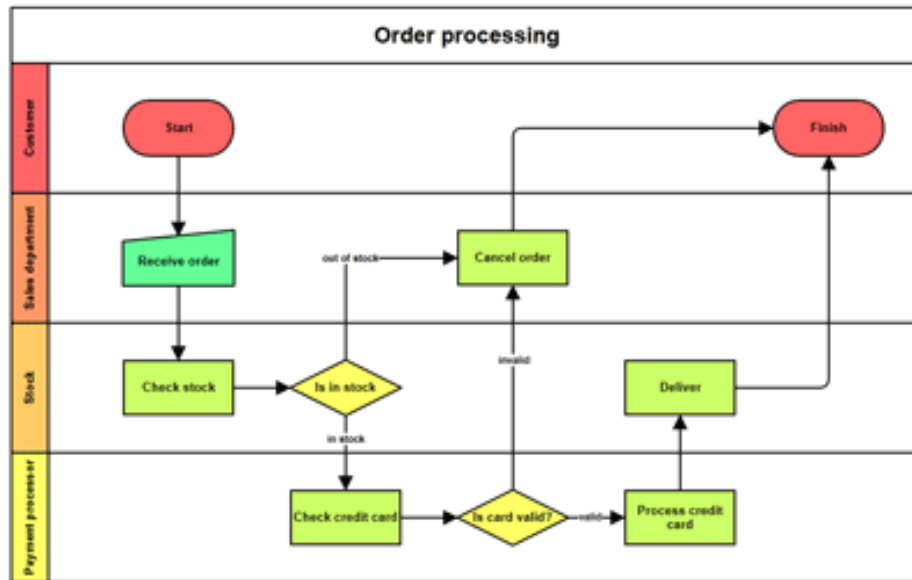 Order processing
Customer
Start
Finish
Sales department
Receive order
out of stock
Cancel order
Stock
Check stock
Is in stock
in stock
invalid
Deliver
Payment processor
Check credit card
Is card valid?
valid
Process credit
card